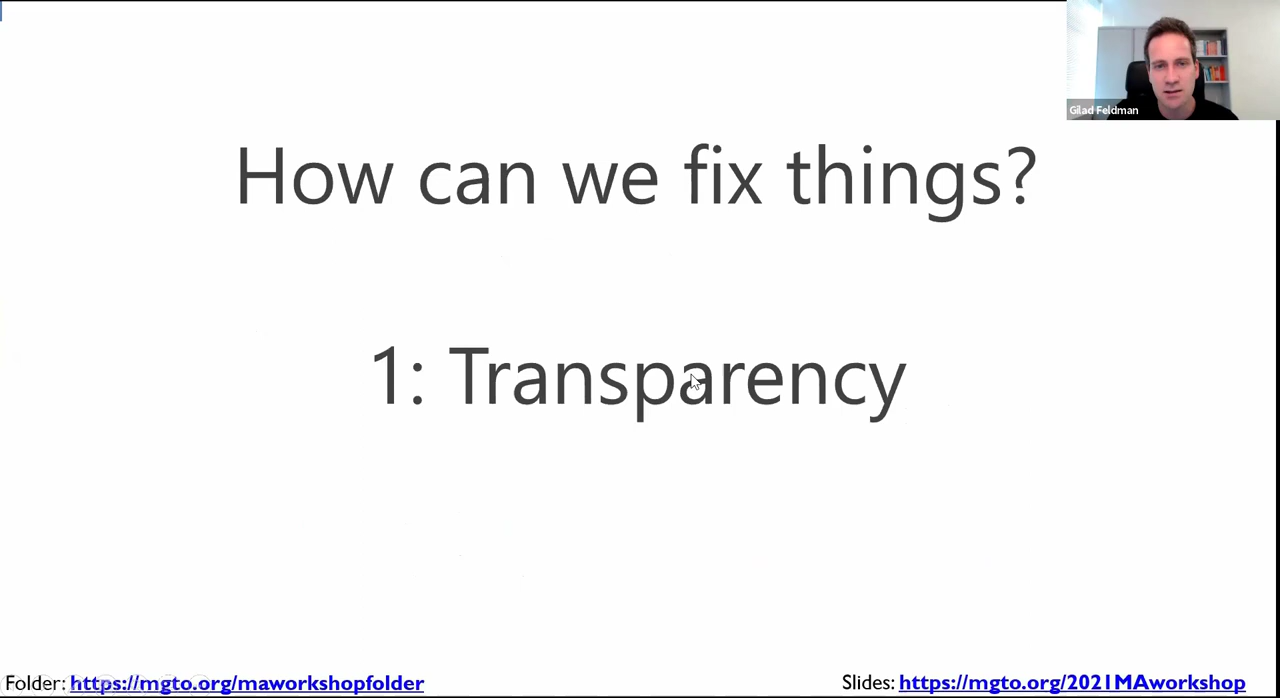 Gilad Feldman
How can we fix things?
1: Transparency
Folder: https://mgto.org/maworkshopfolder
Slides: https://mgto.org/2021MAworkshop